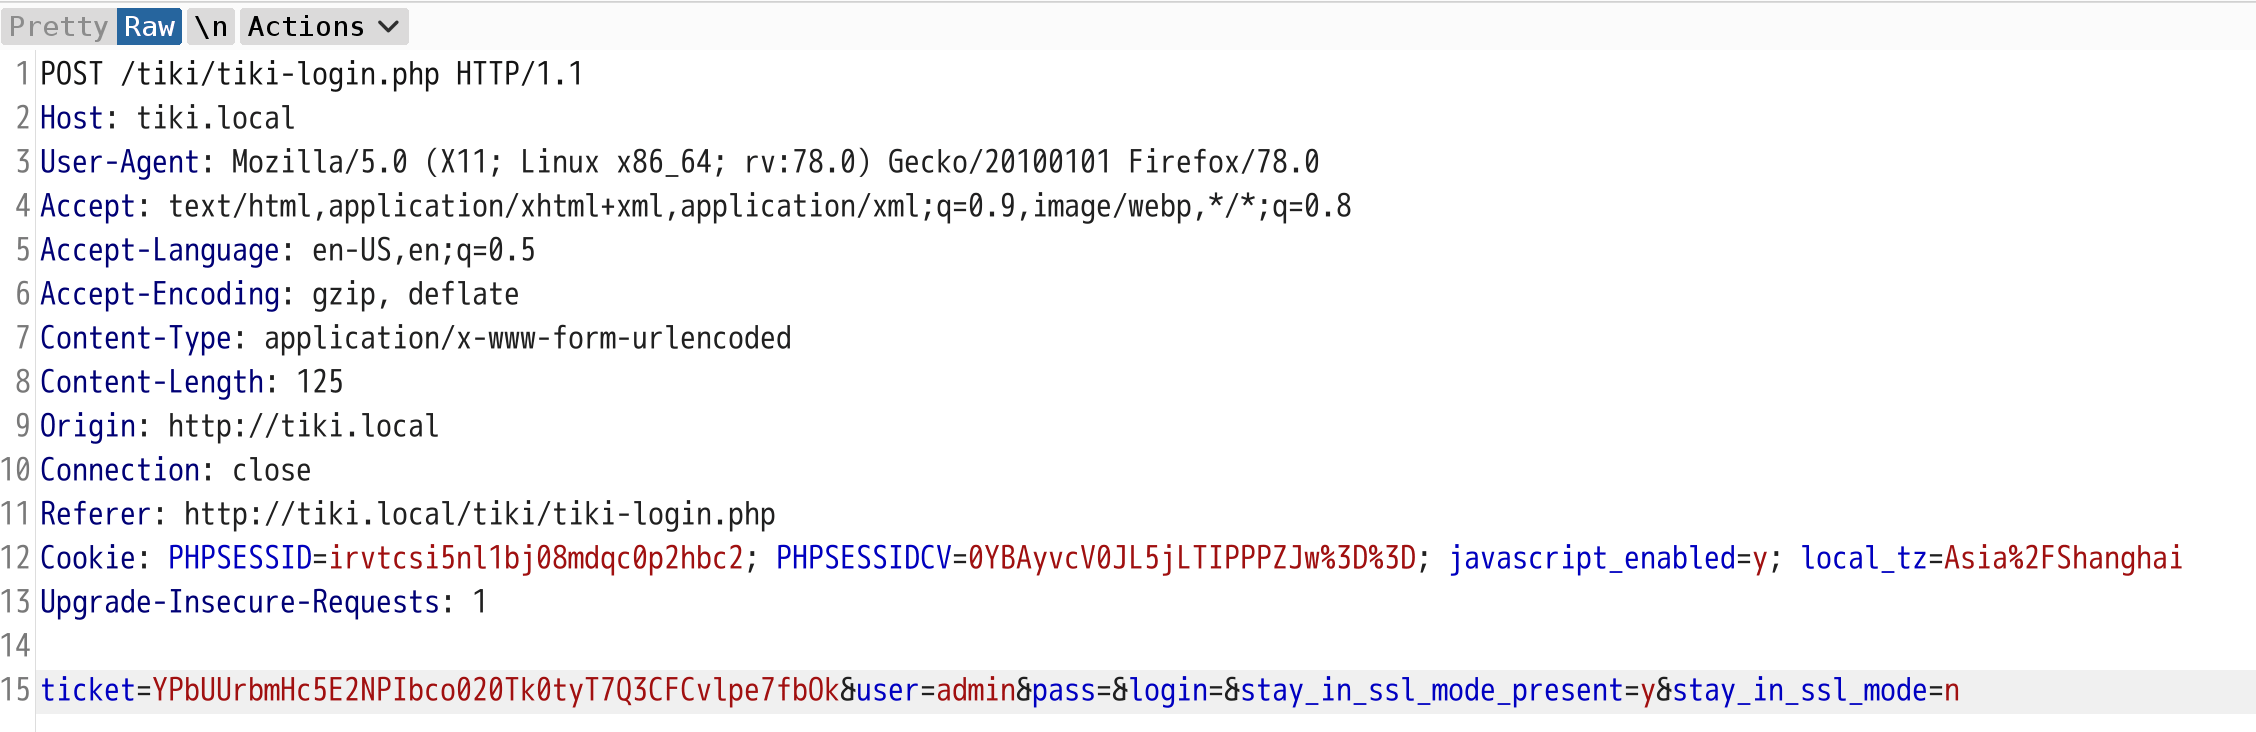 Pretty Raw \n Actions
1 POST /tiki/tiki-login.php HTTP/1.1
2 Host: tiki.local
3 User-Agent: Mozilla/5.0 (X11; Linux x86_64; rv:78.0) Gecko/20100101 Firefox/78.0
4 Accept: text/html,application/xhtml+xml,application/xml;q=0.9,image/webp,*/*;q=0.8
5 Accept-Language: en-US,en;q=0.5
6 Accept-Encoding: gzip, deflate
7 Content-Type: application/x-www-form-urlencoded
8 Content-Length: 125
9 Origin: http://tiki.local
10 Connection: close
11 Referer: http://tiki.local/tiki/tiki-login.php
12 Cookie: PHPSESSID=irvtcsi5nl1bj08mdqc0p2hbc2; PHPSESSIDCV=0YBAyvcV0JL5jLTIPPPZJw%3D%3D; javascript_enabled=y; local_tz=Asia%2FShanghai
13 Upgrade-Insecure-Requests: 1
14
15 ticket=YPbUUrbmHc5E2NPIbco020Tk0tyT7Q3CFCvlpe7fbOk&user=admin&pass=&login=&stay_in_ssl_mode_present=y&stay_in_ssl_mode=n